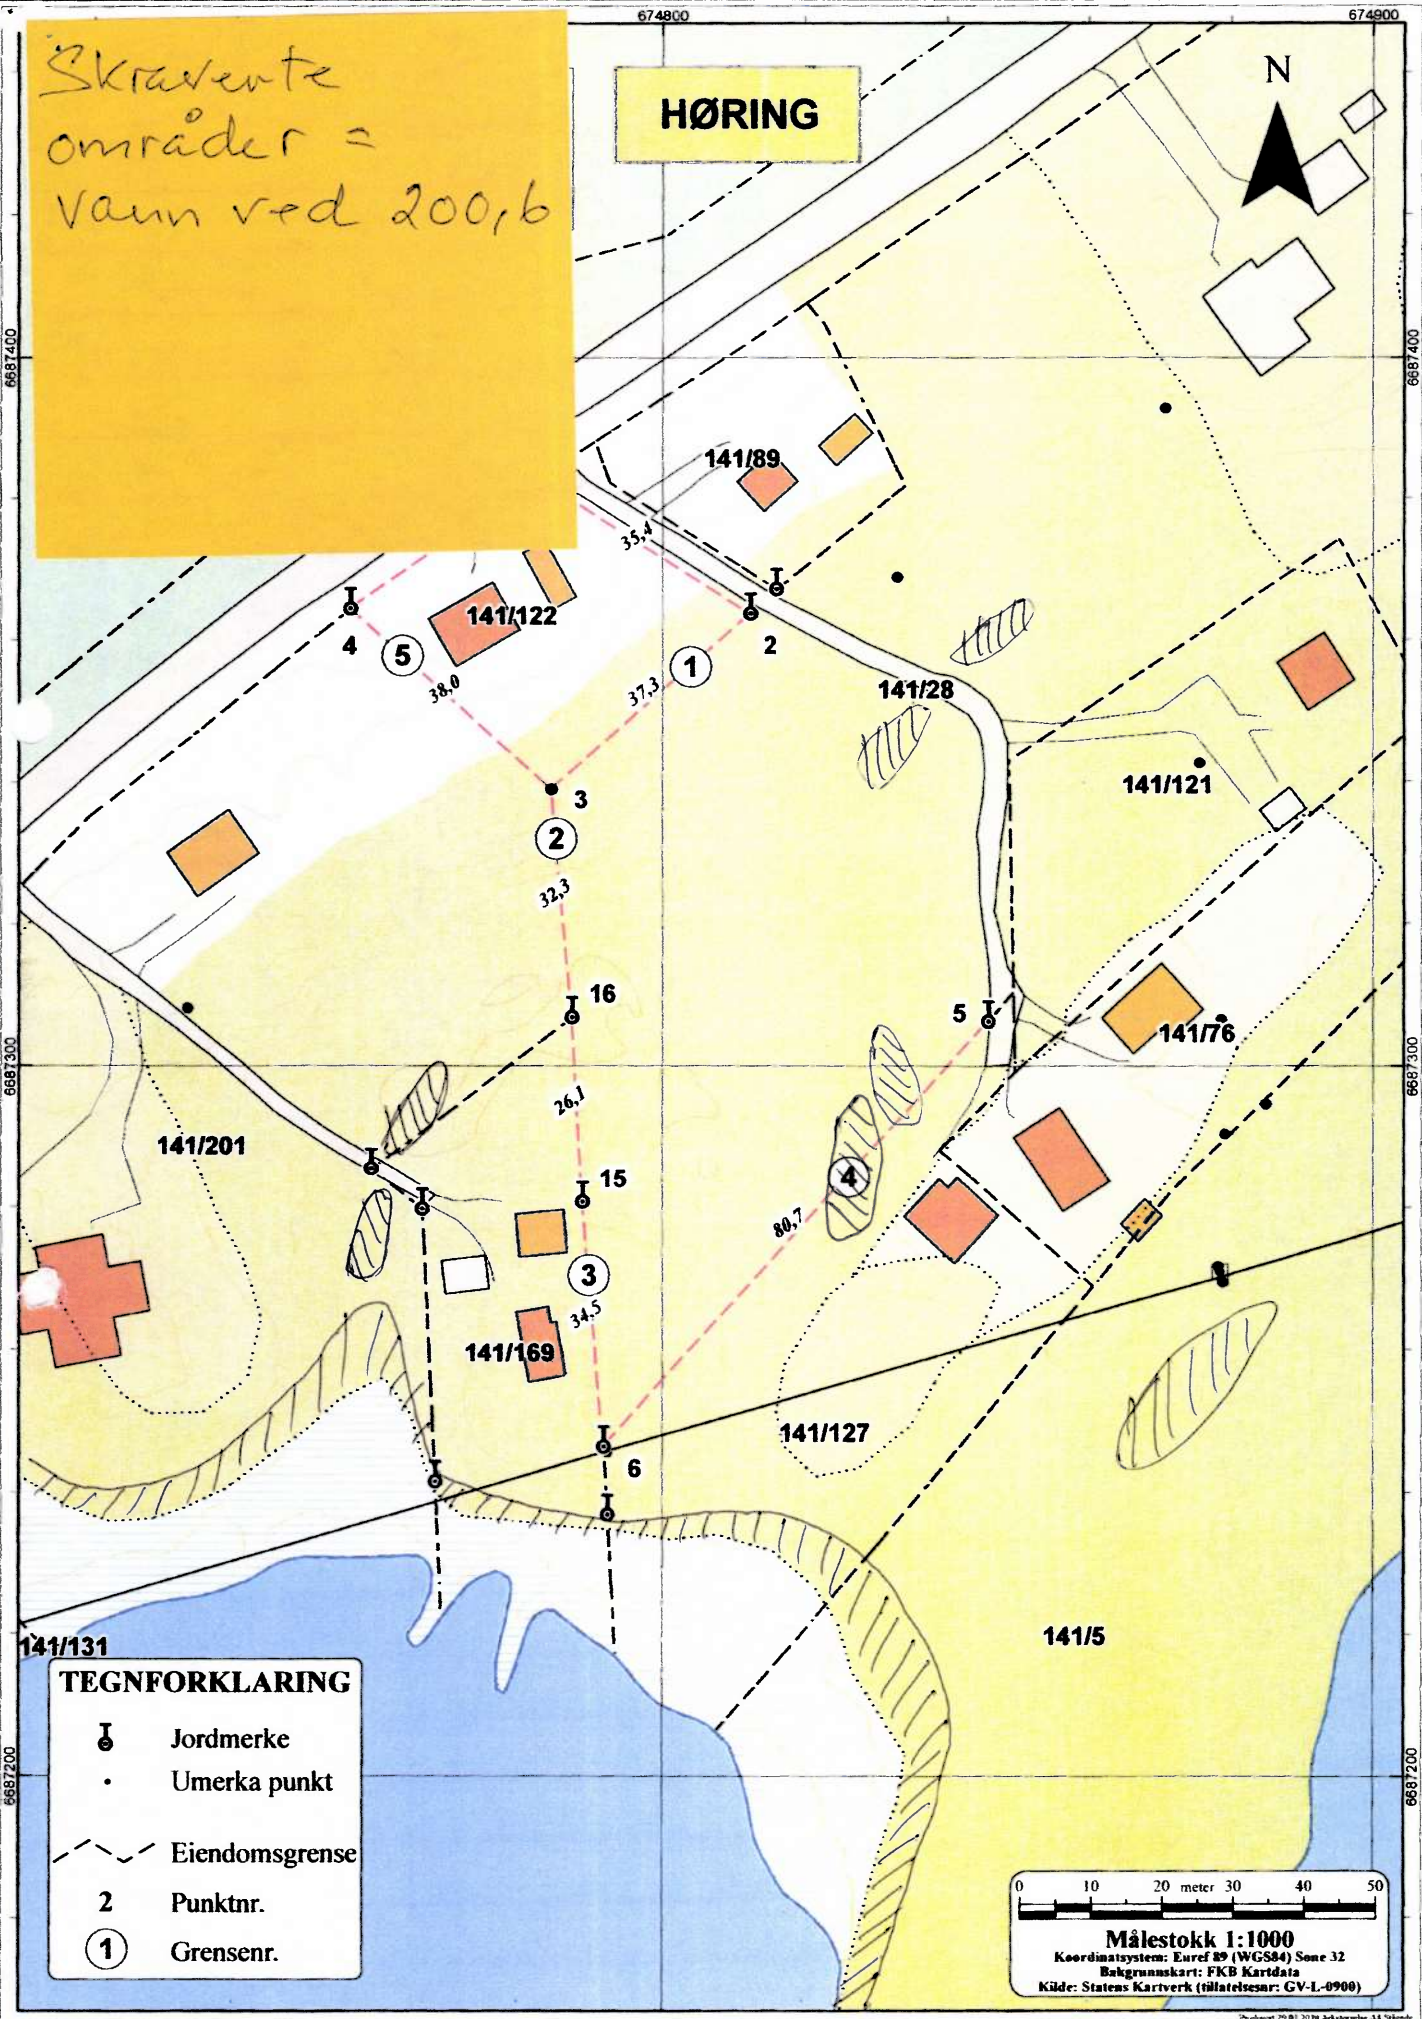 674800
674900
Skraverte
områder =
vann ved 200,6
HØRING
N
6687400
6687400
141/89
35,4
141/122
4
5
38,0
2
1
37,3
141/28
3
2
32,3
141/121
16
5
141/76
6687300
6687300
26,1
141/201
15
4
80,7
3
34,5
141/169
141/127
6
141/5
141/131
TEGNFORKLARING
Jordmerke
Umerka punkt
Eiendomsgrense
2 Punktnr.
1 Grensenr.
6687200
6687200
0 10 20 meter 30 40 50
Målestokk 1:1000
Koordinatsystem: Euref 89 (WGS84) Sone 32
Bakgrunnskart: FKB Kartdata
Kilde: Statens Kartverk (tillatelsesnr: GV-L-0900)